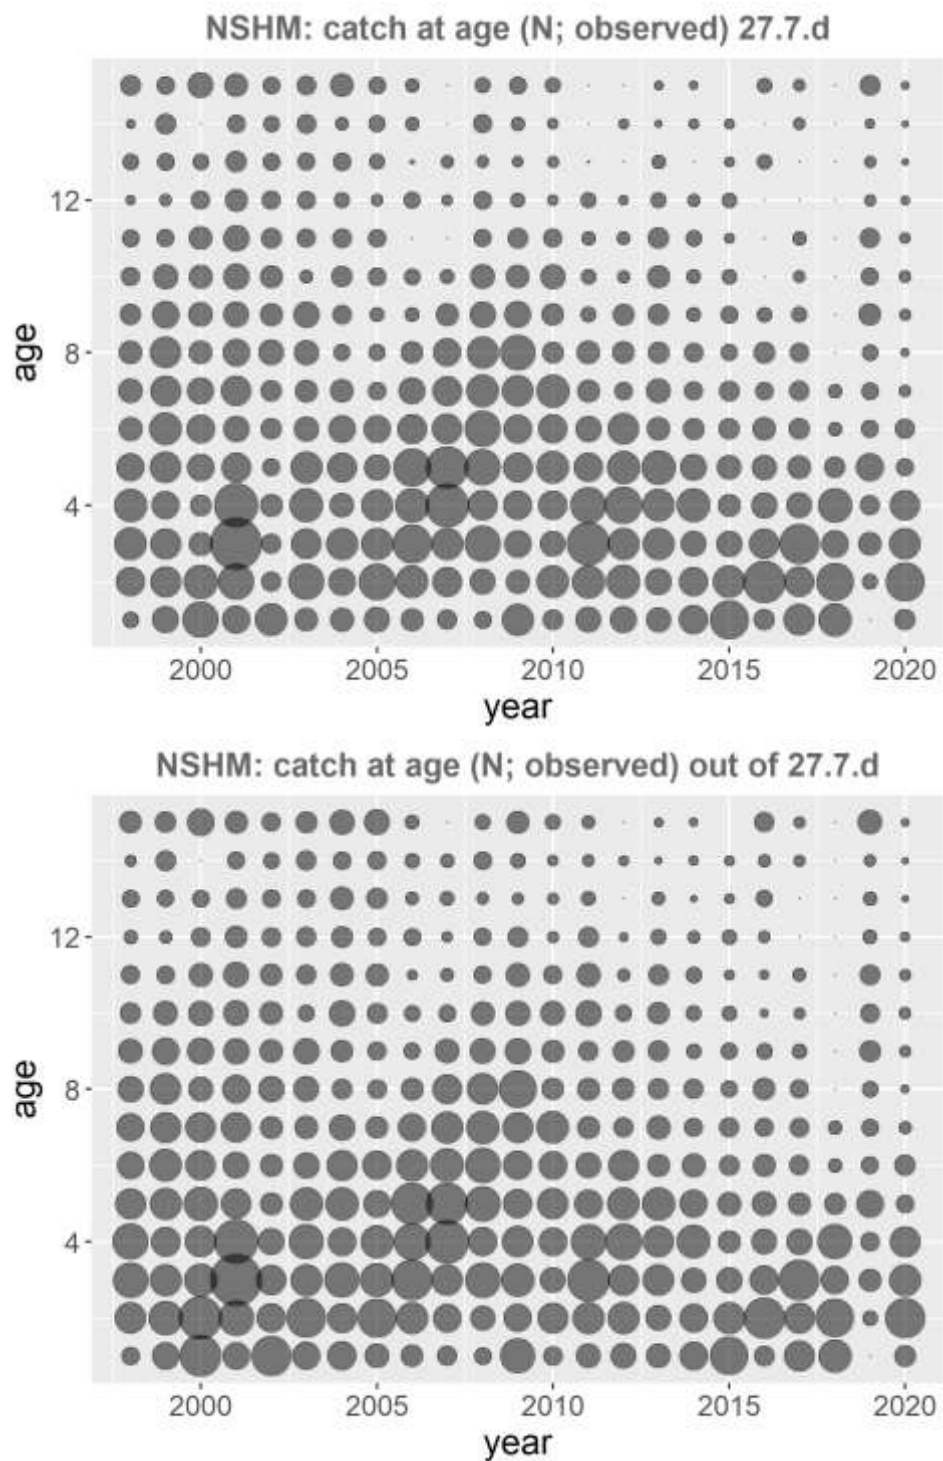 NSHM: catch at age (N; observed) 27.7.d
12
8
4
age
2000 2005 2010 2015 2020
year
NSHM: catch at age (N; observed) out of 27.7.d
12
8
4
age
2000 2005 2010 2015 2020
year